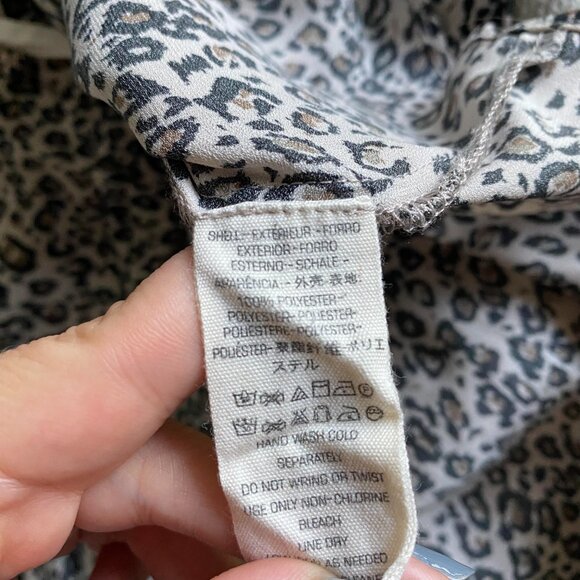 SHELL-EXTÉRIEUR-FORRO
EXTERIOR-FORRO
ESTERNO-SCHALE-
APARÊNCIA-外壳-表地:
100% POLYESTER-
POLYESTER-POLYESTER-
POLIESTERE-POLYESTER-
POLIÉSTER-聚酯纤维-ポリエ
ステル
HAND WASH COLD
SEPARATELY
DO NOT WRING OR TWIST
USE ONLY NON-CHLORINE
BLEACH
LINE DRY
AS NEEDED